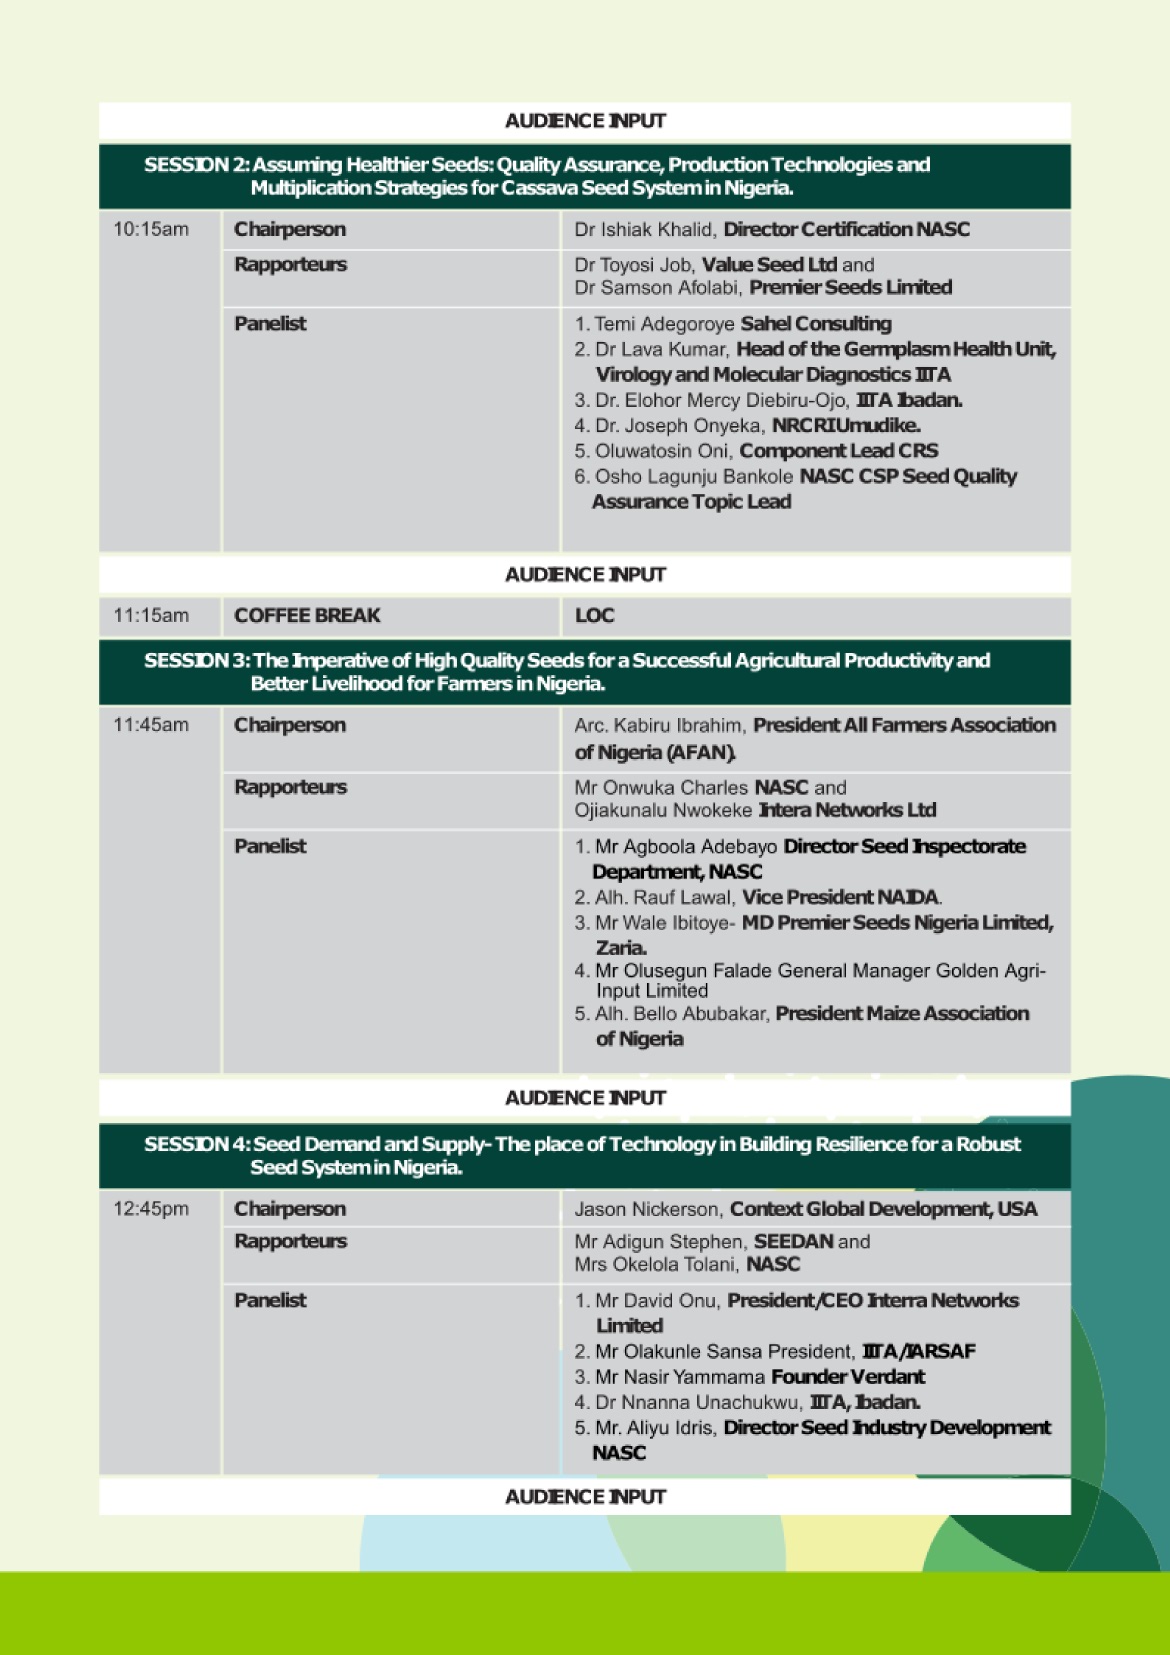 AUDIENCE INPUT
SESSION 2: Assuming Healthier Seeds: Quality Assurance, Production Technologies and
Multiplication Strategies for Cassava Seed System in Nigeria.
10:15am Chairperson Dr Ishiak Khalid, Director Certification NASC
Rapporteurs Dr Toyosi Job, Value Seed Ltd and
Dr Samson Afolabi, Premier Seeds Limited
Panelist 1. Temi Adegoroye Sahel Consulting
2. Dr Lava Kumar, Head of the Germplasm Health Unit,
Virology and Molecular Diagnostics IITA
3. Dr. Elohor Mercy Diebiru-Ojo, IITA Ibadan.
4. Dr. Joseph Onyeka, NRCRI Umudike.
5. Oluwatosin Oni, Component Lead CRS
6. Osho Lagunju Bankole NASC CSP Seed Quality
Assurance Topic Lead
AUDIENCE INPUT
11:15am COFFEE BREAK LOC
SESSION 3: The Imperative of High Quality Seeds for a Successful Agricultural Productivity and
Better Livelihood for Farmers in Nigeria.
11:45am Chairperson Arc. Kabiru Ibrahim, President All Farmers Association
of Nigeria (AFAN).
Rapporteurs Mr Onwuka Charles NASC and
Ojiakunalu Nwokeke Intera Networks Ltd
Panelist 1. Mr Agboola Adebayo Director Seed Inspectorate
Department, NASC
2. Alh. Rauf Lawal, Vice President NAIDA.
3. Mr Wale Ibitoye- MD Premier Seeds Nigeria Limited,
Zaria.
4. Mr Olusegun Falade General Manager Golden Agri-
Input Limited
5. Alh. Bello Abubakar, President Maize Association
of Nigeria
AUDIENCE INPUT
SESSION 4: Seed Demand and Supply- The place of Technology in Building Resilience for a Robust
Seed System in Nigeria.
12:45pm Chairperson Jason Nickerson, Context Global Development, USA
Rapporteurs Mr Adigun Stephen, SEEDAN and
Mrs Okelola Tolani, NASC
Panelist 1. Mr David Onu, President/CEO Interra Networks
Limited
2. Mr Olakunle Sansa President, IITA/IARSAF
3. Mr Nasir Yammama Founder Verdant
4. Dr Nnanna Unachukwu, IITA, Ibadan.
5. Mr. Aliyu Idris, Director Seed Industry Development
NASC
AUDIENCE INPUT